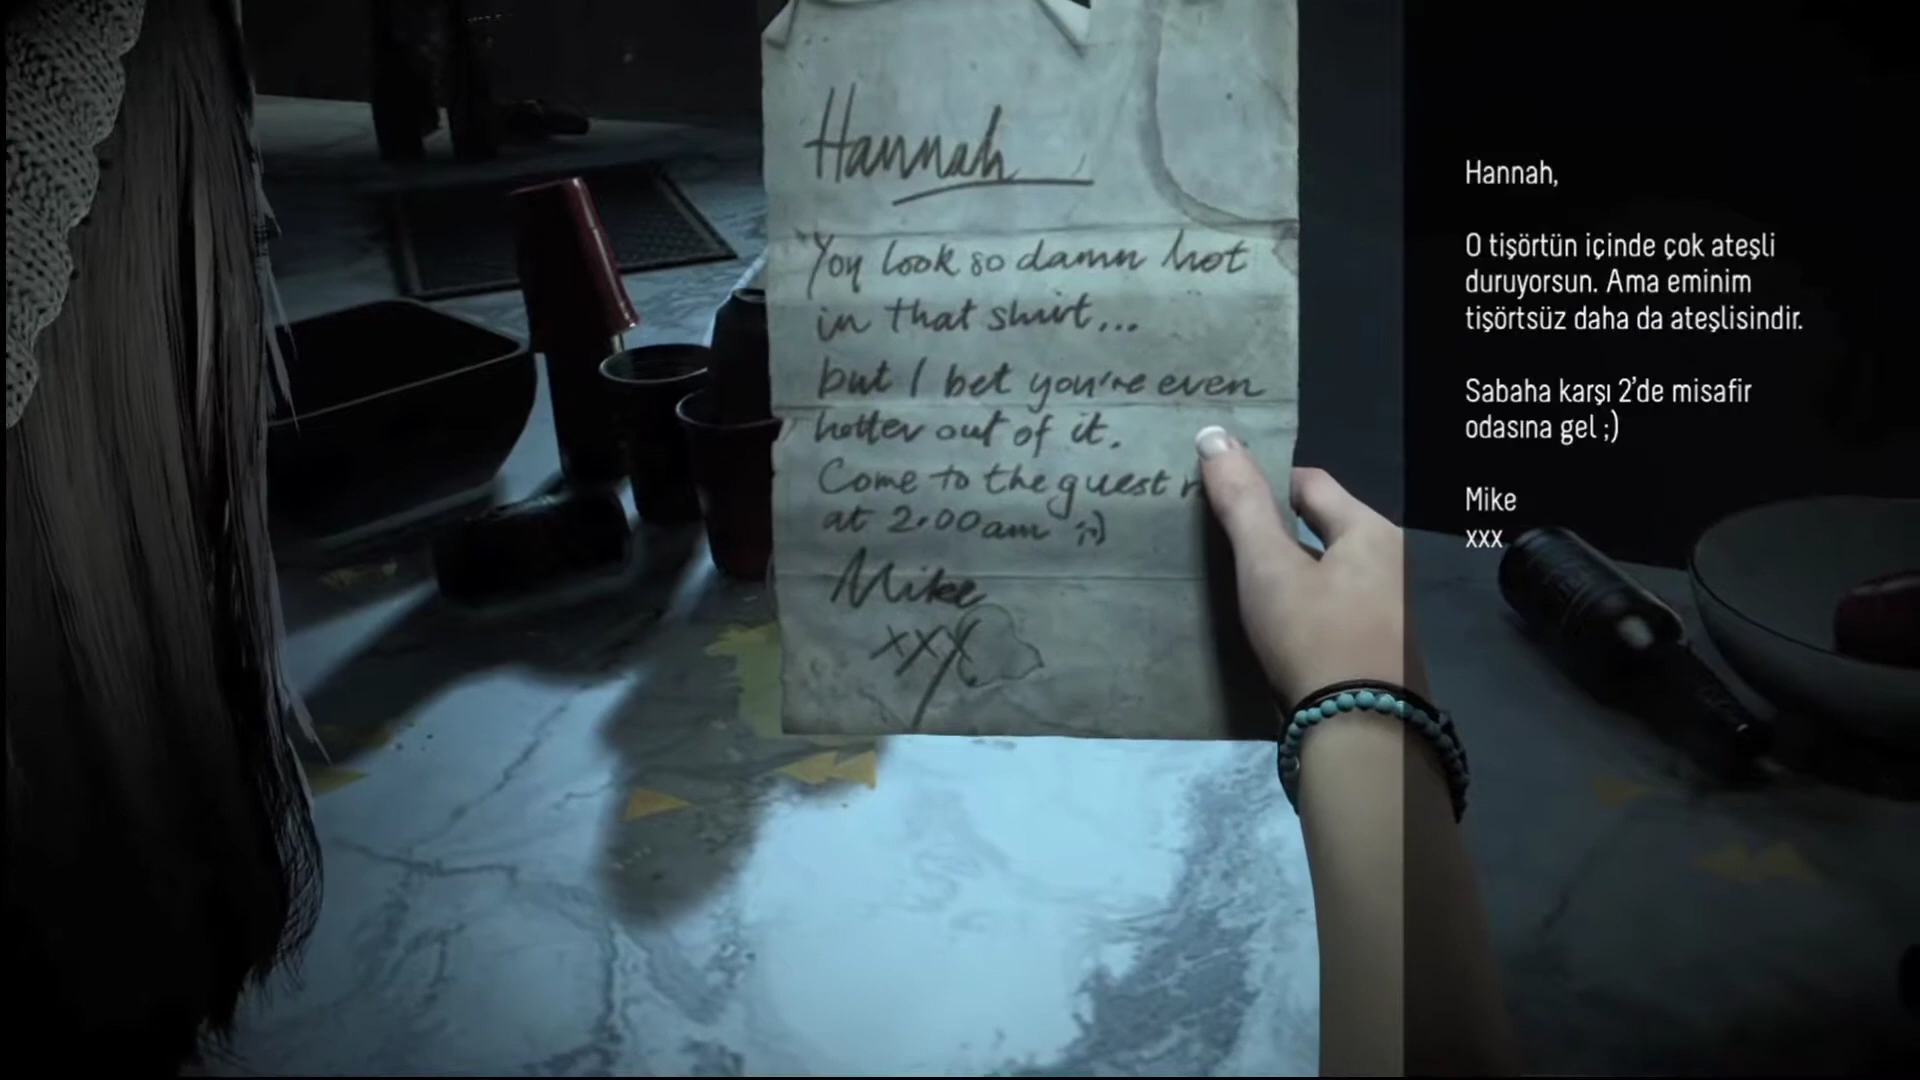 Hannah
You look so damn hot
in that shirt...
but I bet you're even
hotter out of it.
Come to the guest
at 2.00am ;)
Mike
xxx
Hannah,
O tişörtün içinde çok ateşli
duruyorsun. Ama eminim
tişörtsüz daha da ateşlisindir.
Sabaha karşı 2'de misafir
odasına gel ;)
Mike
xxx